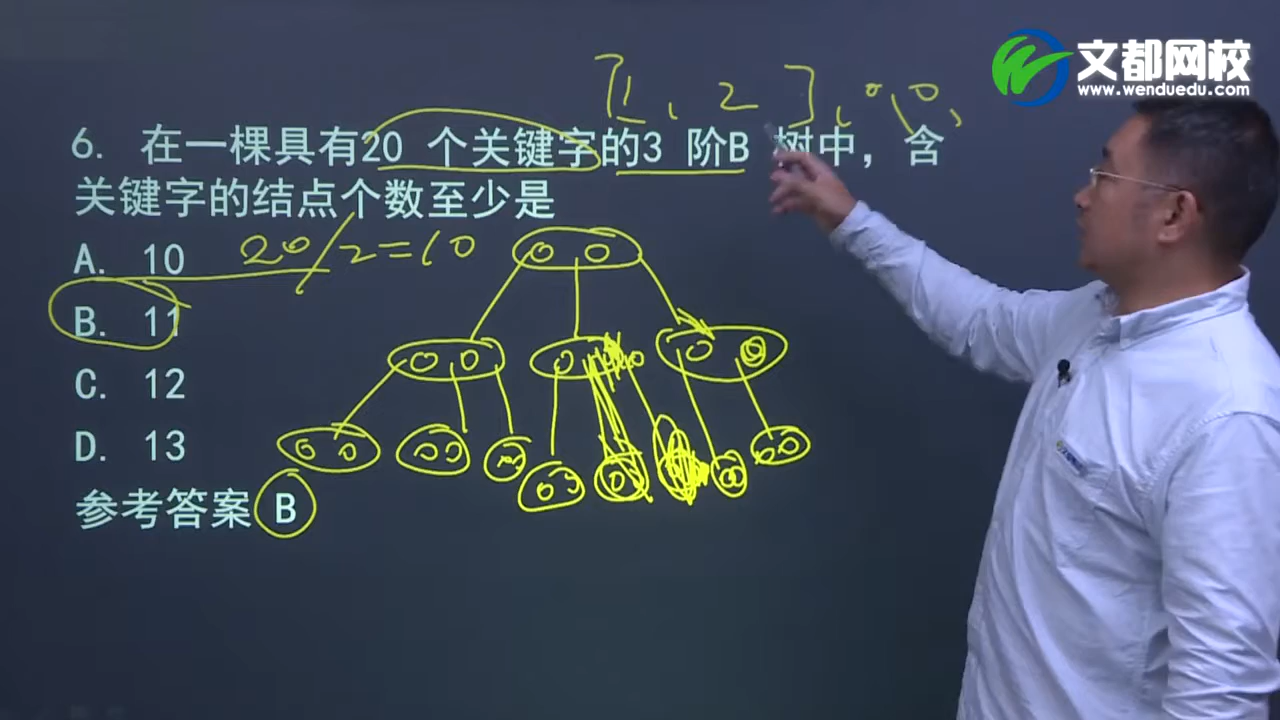 文都网校
www.wenduedu.com
[1, 2]
6. 在一棵具有20 个关键字的3 阶B 树中，含
关键字的结点个数至少是
A. 10
20/2=10
B. 11
C. 12
D. 13
参考答案 B